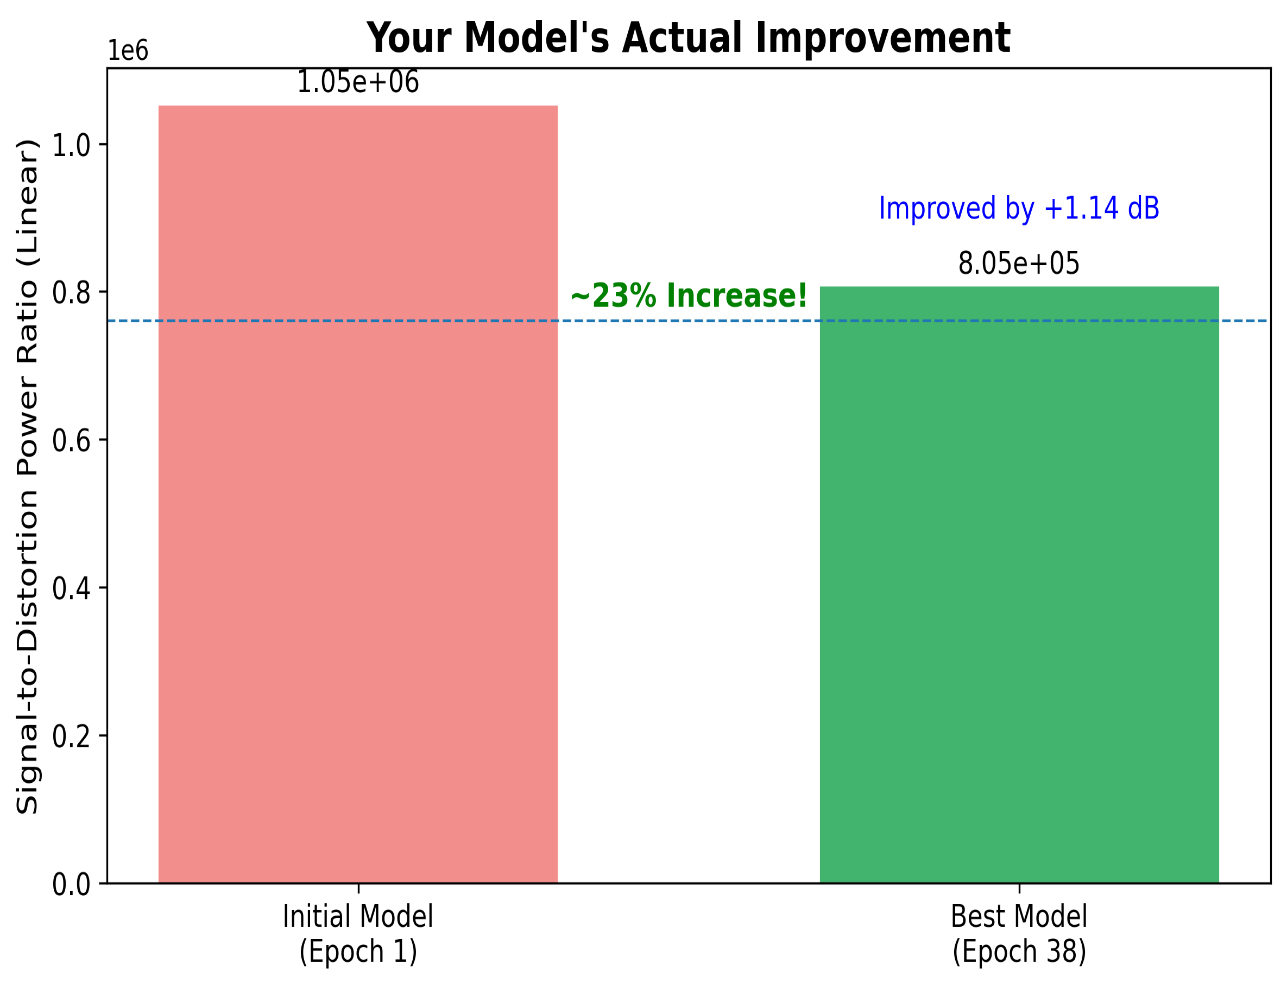 Your Model's Actual Improvement
1e6
1.05e+06
1.0
Improved by +1.14 dB
8.05e+05
~23% Increase!
0.8
0.6
0.4
0.2
0.0
Signal-to-Distortion Power Ratio (Linear)
Initial Model
(Epoch 1)
Best Model
(Epoch 38)